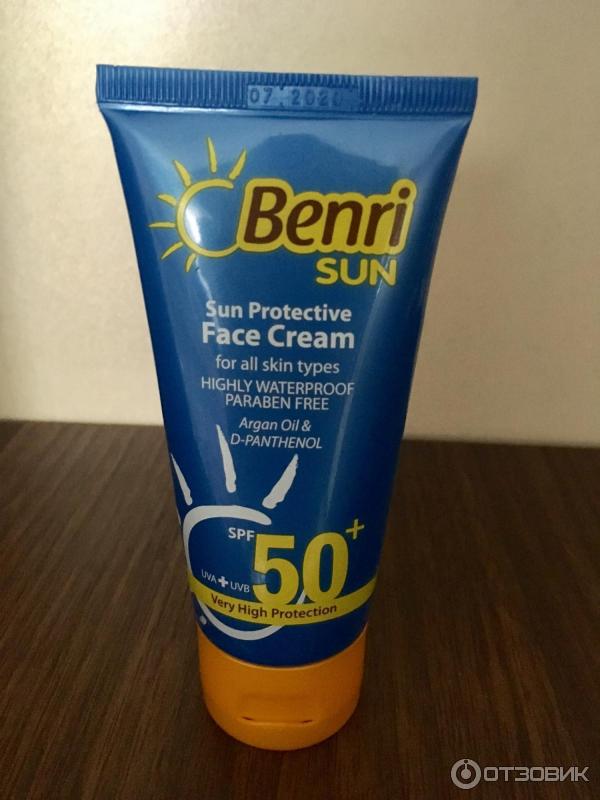 07.2020
Benri
SUN
Sun Protective
Face Cream
for all skin types
HIGHLY WATERPROOF
PARABEN FREE
Argan Oil &
D-PANTHENOL
SPF 50+
UVA + UVB
Very High Protection
ОТЗОВИК